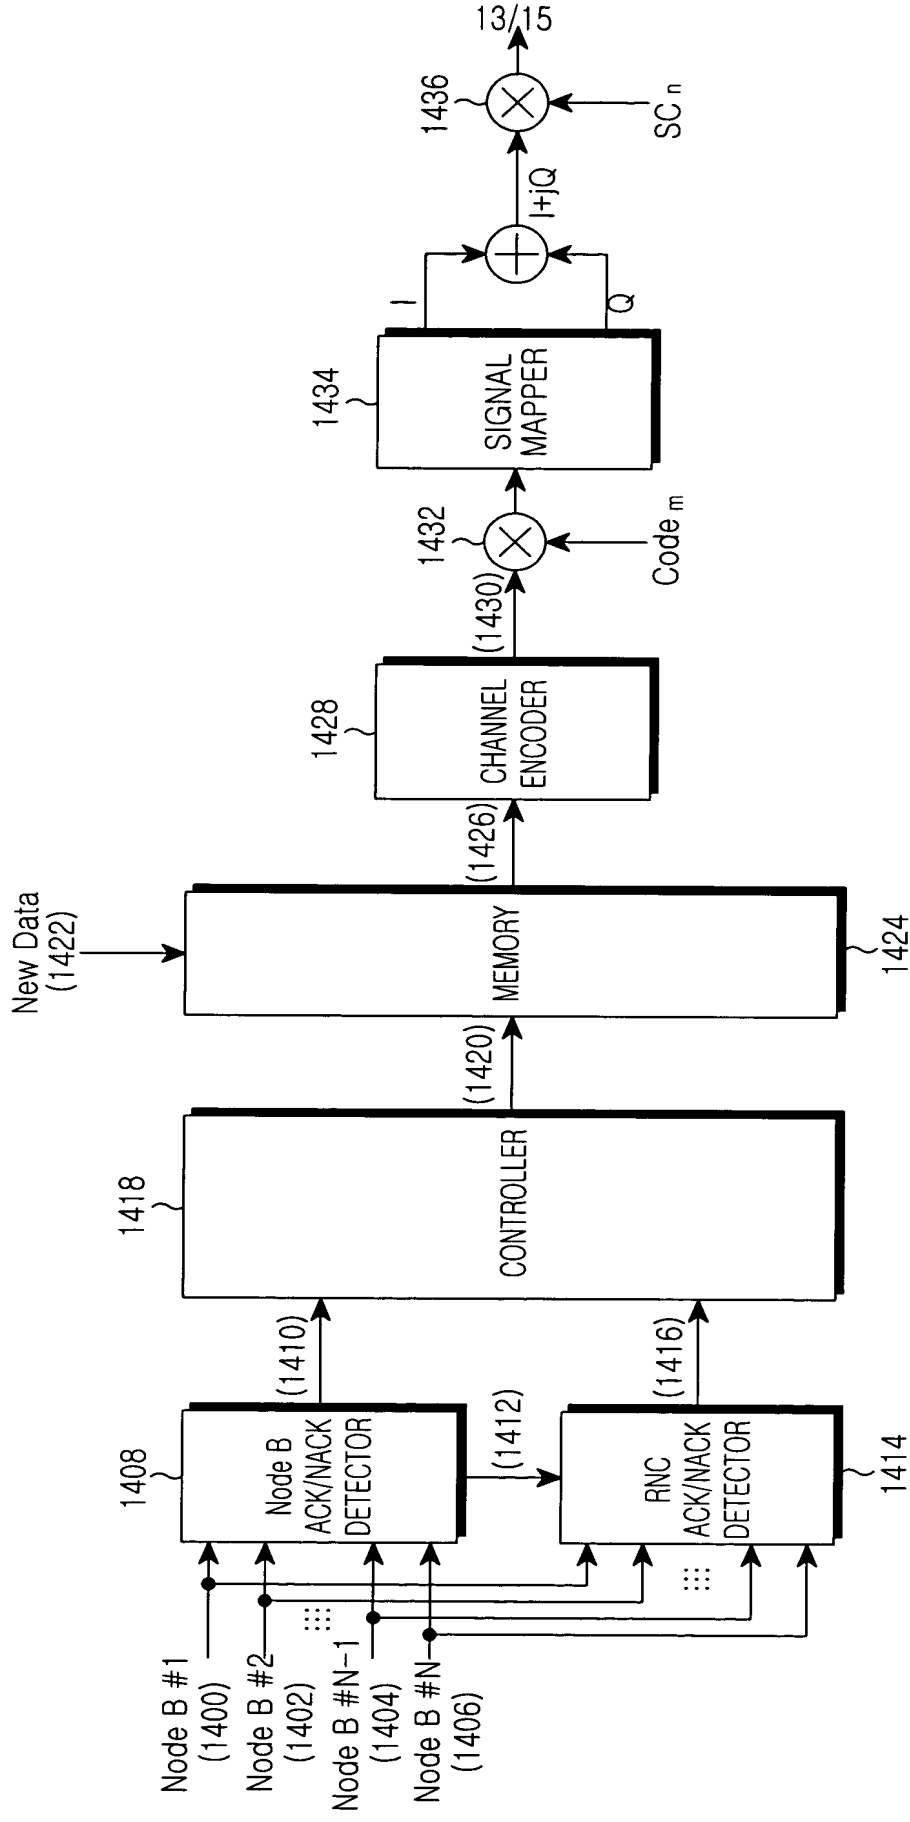 Node B #1
(1400)
Node B #2
(1402)
Node B #N-1
(1404)
Node B #N
(1406)
1408
Node B
ACK/NACK
DETECTOR
(1410)
(1412)
RNC
ACK/NACK
DETECTOR
1414
(1416)
1418
CONTROLLER
(1420)
New Data
(1422)
MEMORY
1424
(1426)
1428
CHANNEL
ENCODER
(1430)
1432
Code m
1434
SIGNAL
MAPPER
I
Q
I+jQ
1436
SC n
13/15